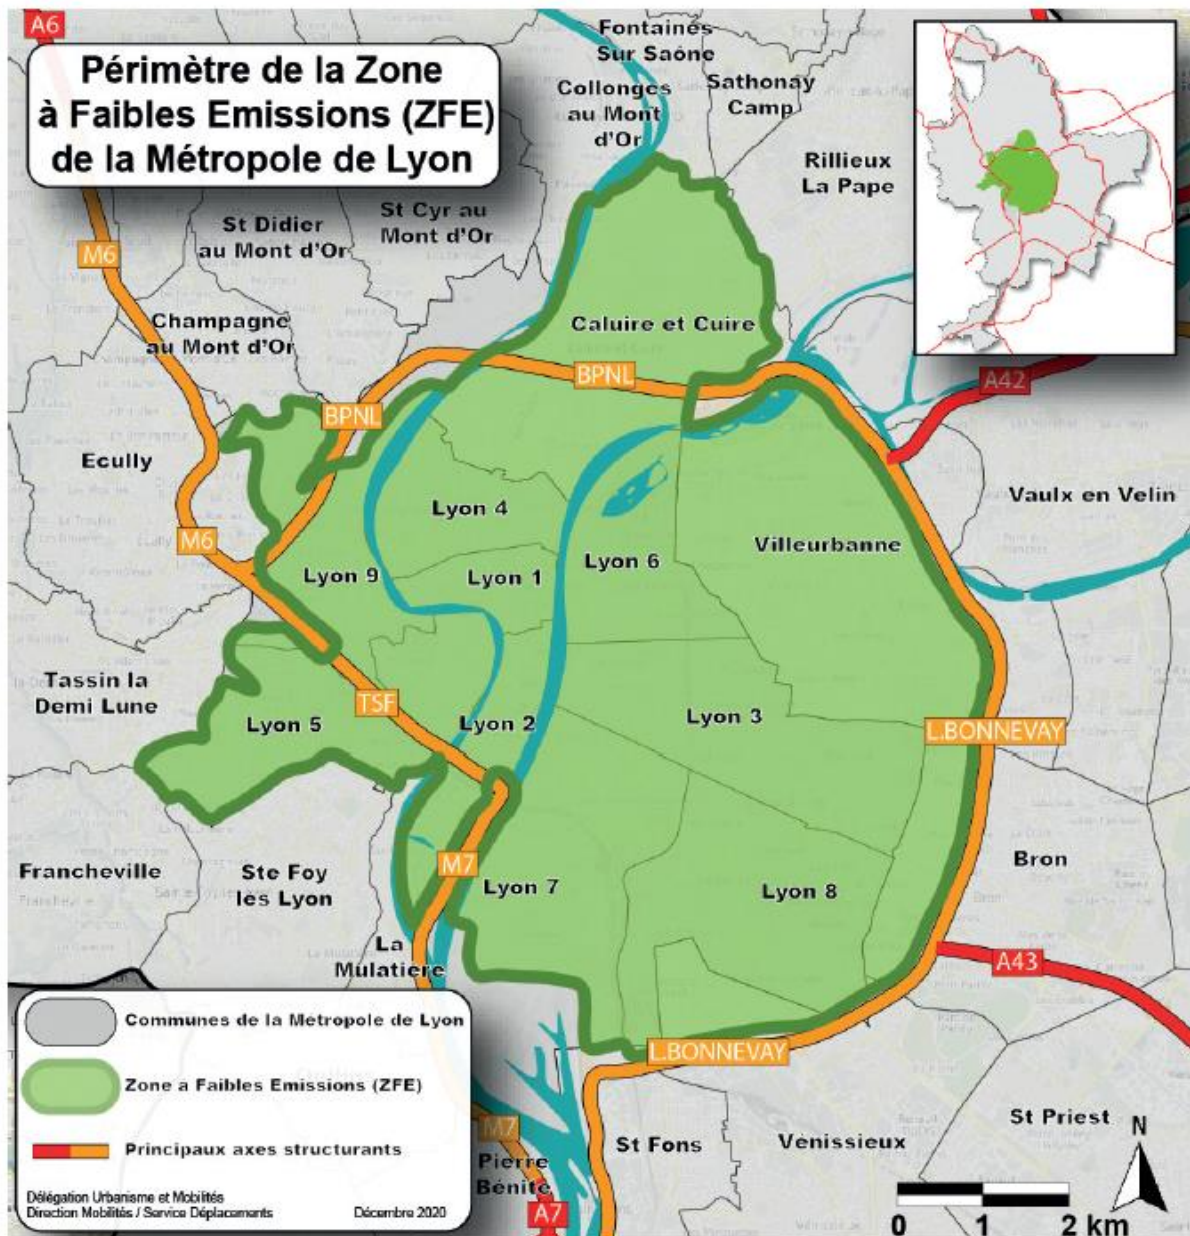 A6
Périmètre de la Zone
à Faibles Emissions (ZFE)
de la Métropole de Lyon
Fontaines
Sur Saône
Collonges
au Mont
d'Or
Sathonay
Camp
Rillieux
La Pape
St Didier
au Mont d'Or
St Cyr au
Mont d'Or
M6
Champagne
au Mont d'Or
Caluire et Cuire
BPNL
A42
BPNL
Ecully
Vaulx en Velin
Lyon 4
M6
Villeurbanne
Lyon 9
Lyon 1
Lyon 6
Tassin la
Demi Lune
TSF
Lyon 5
Lyon 2
Lyon 3
L.BONNEVAY
Francheville
Ste Foy
les Lyon
M7
Lyon 7
Lyon 8
Bron
La
Mulatière
A43
L.BONNEVAY
Communes de la Métropole de Lyon
Zone à Faibles Emissions (ZFE)
Principaux axes structurants
Délégation Urbanisme et Mobilités
Direction Mobilités / Service Déplacements
Décembre 2020
M7
Pierre
Bénite
A7
St Fons
Vénissieux
St Priest
N
0 1 2 km